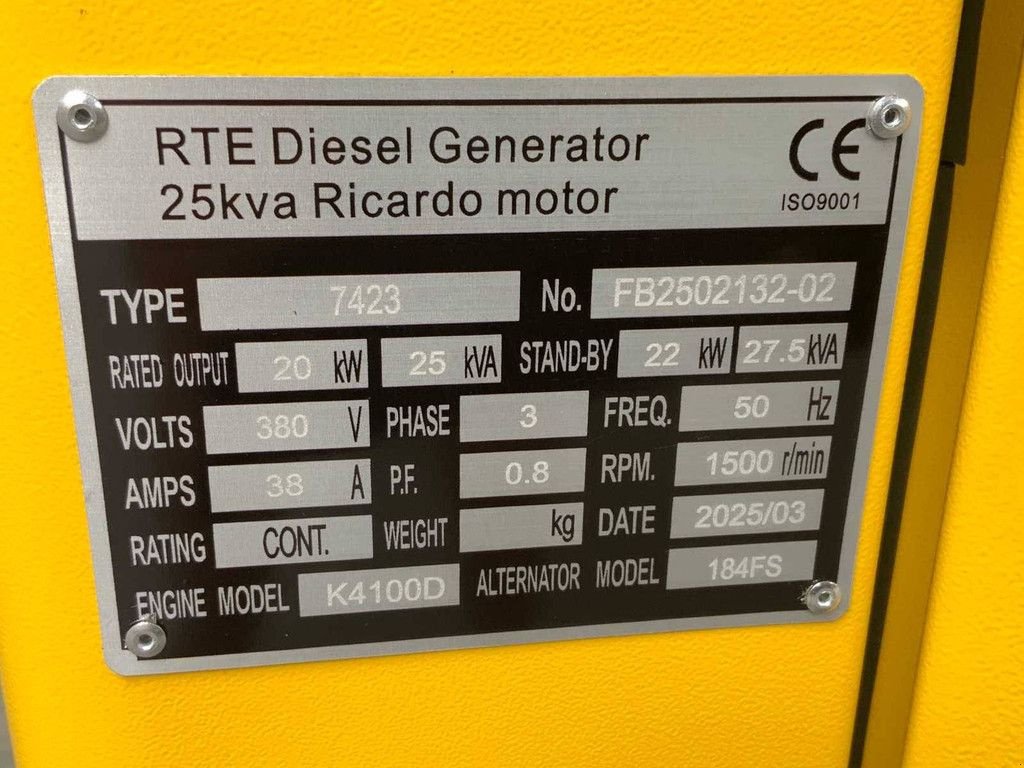 RTE Diesel Generator CE
25kva Ricardo motor ISO9001
TYPE 7423 No. FB2502132-02
RATED OUTPUT 20 kW 25 kVA STAND-BY 22 kW 27.5 kVA
VOLTS 380 V PHASE 3 FREQ. 50 Hz
AMPS 38 A P.F. 0.8 RPM. 1500 r/min
RATING CONT. WEIGHT kg DATE 2025/03
ENGINE MODEL K4100D ALTERNATOR MODEL 184FS